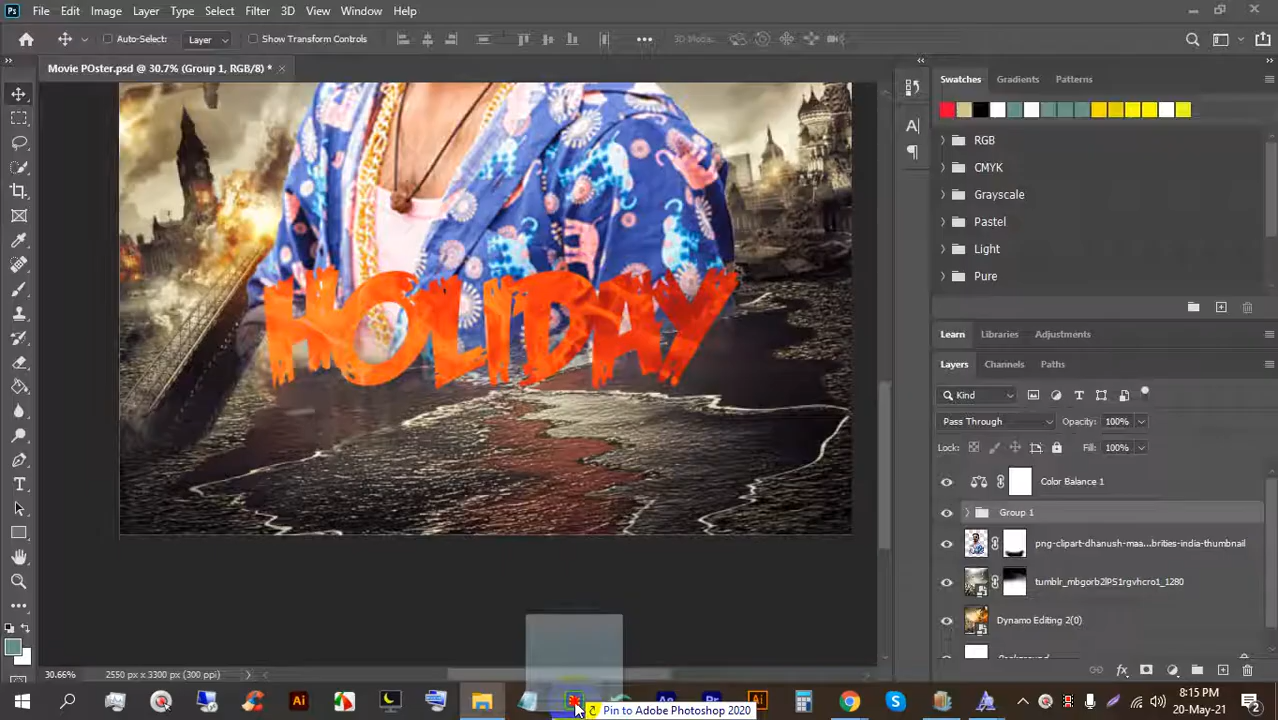 Ps File Edit Image Layer Type Select Filter 3D View Window Help
Auto-Select: Layer Show Transform Controls 3D Mode:
Movie POster.psd @ 30.7% (Group 1, RGB/8) *
Swatches Gradients Patterns
RGB
CMYK
Grayscale
Pastel
Light
Pure
HOLIDAY
Learn Libraries Adjustments
Layers Channels Paths
Kind
Pass Through Opacity: 100%
Lock: Fill: 100%
Color Balance 1
Group 1
png-clipart-dhanush-maa...brities-india-thumbnail
tumblr_mbgorb2lPS1rgvhcro1_1280
Dynamo Editing 2(0)
30.66% 2550 px x 3300 px (300 ppi)
Pin to Adobe Photoshop 2020
8:15 PM
20-May-21
2